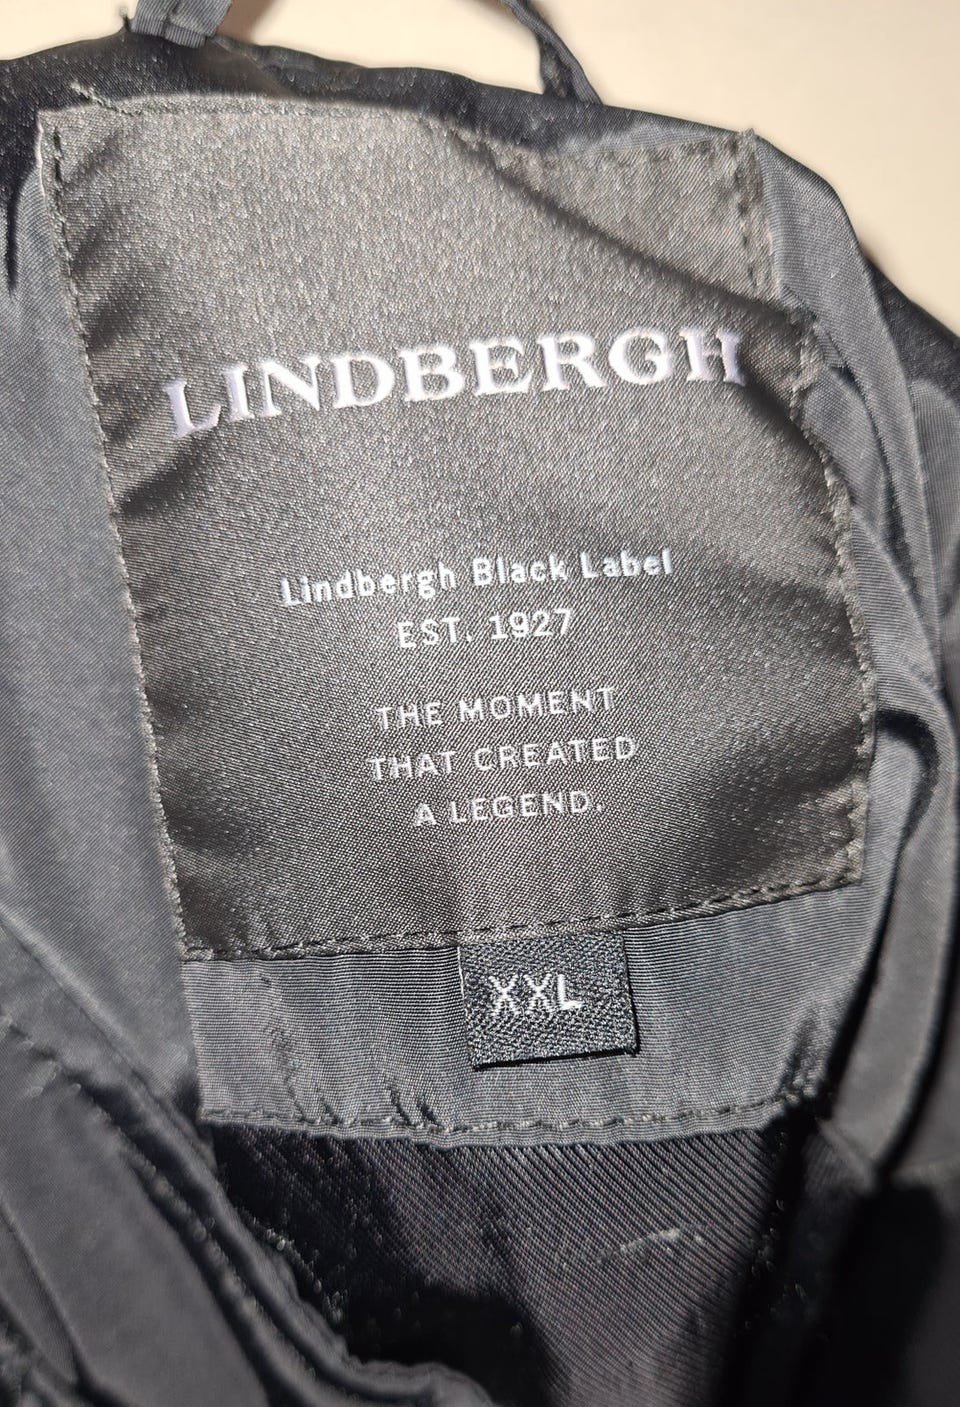 LINDBERGH
Lindbergh Black Label
EST. 1927
THE MOMENT
THAT CREATED
A LEGEND.
XXL